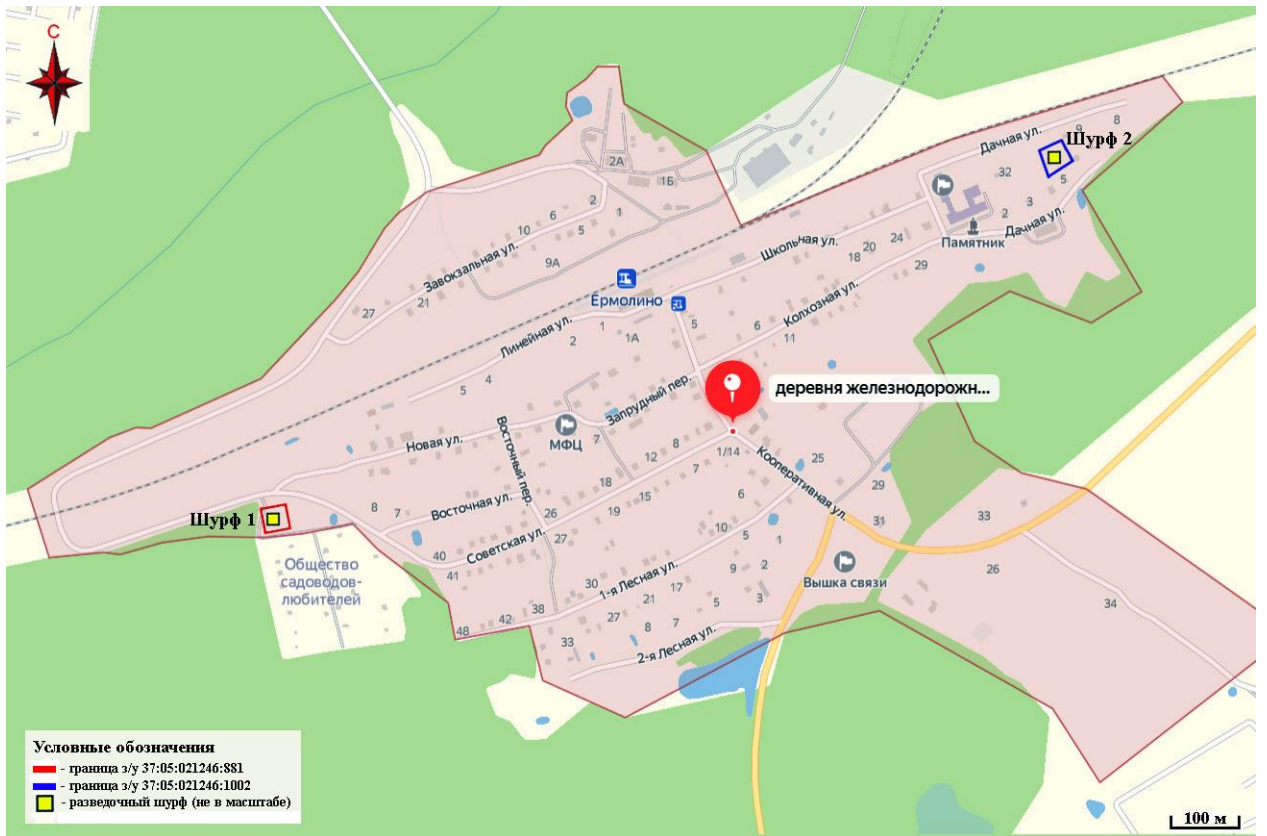 С
Дачная ул.
8
9
Шурф 2
2А
32
5
1Б
2
3
2
6
1
10
5
Дачная ул.
Памятник
Школьная ул.
24
20
18
29
Завокзальная ул.
9А
21
27
Ермолино
Колхозная ул.
5
6
11
Линейная ул.
1
1А
2
4
5
Запрудный пер.
деревня железнодорожн...
МФЦ
7
Новая ул.
Восточный пер.
8
12
1/14
7
Кооперативная ул.
25
29
31
18
15
19
26
27
Восточная ул.
8
7
Шурф 1
Советская ул.
40
41
6
10
5
1
9
2
3
33
26
34
Вышка связи
Общество
садоводов-
любителей
1-я Лесная ул.
30
17
21
27
5
7
8
38
42
48
33
2-я Лесная ул.
Условные обозначения
- граница з/у 37:05:021246:881
- граница з/у 37:05:021246:1002
- разведочный шурф (не в масштабе)
100 м